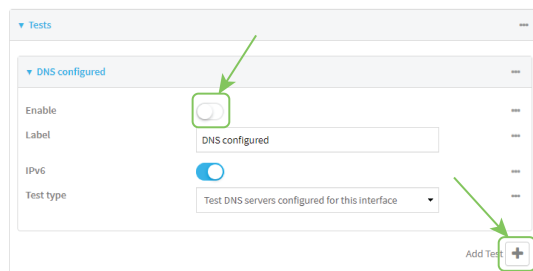 Tests
DNS configured
Enable
Label DNS configured
IPv6
Test type Test DNS servers configured for this interface
Add Test